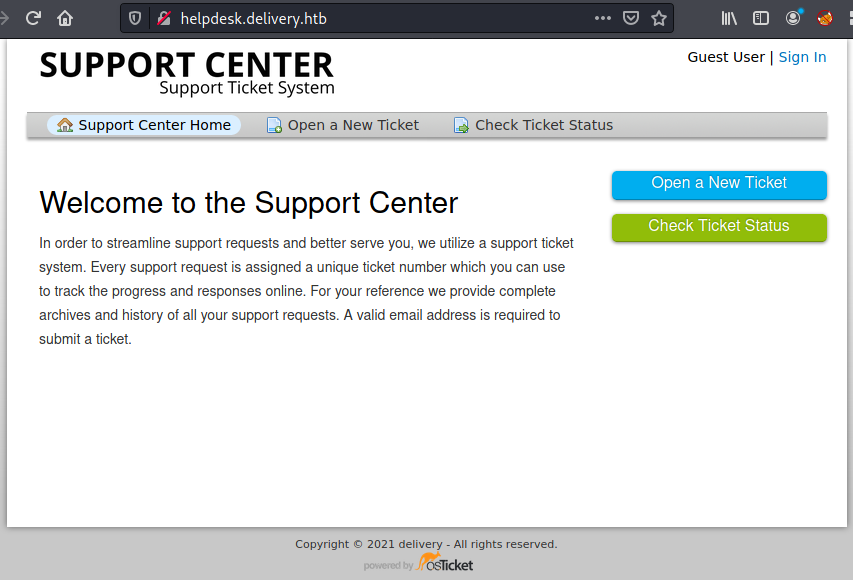 helpdesk.delivery.htb
SUPPORT CENTER
Support Ticket System
Guest User | Sign In
Support Center Home Open a New Ticket Check Ticket Status
Welcome to the Support Center
In order to streamline support requests and better serve you, we utilize a support ticket
system. Every support request is assigned a unique ticket number which you can use
to track the progress and responses online. For your reference we provide complete
archives and history of all your support requests. A valid email address is required to
submit a ticket.
Open a New Ticket
Check Ticket Status
Copyright © 2021 delivery - All rights reserved.
powered by osTicket